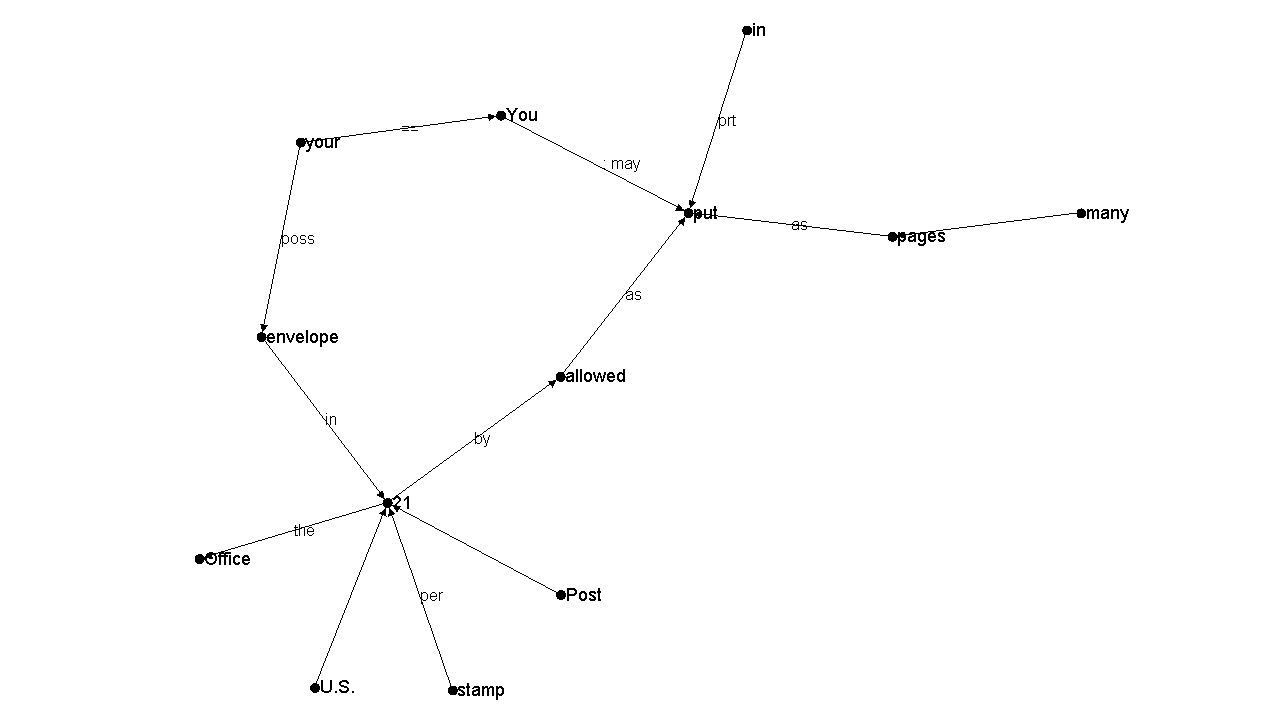 in
You
prt
==
your
: may
put
many
as
pages
poss
as
envelope
allowed
in
by
21
the
Office
per
Post
U.S.
stamp